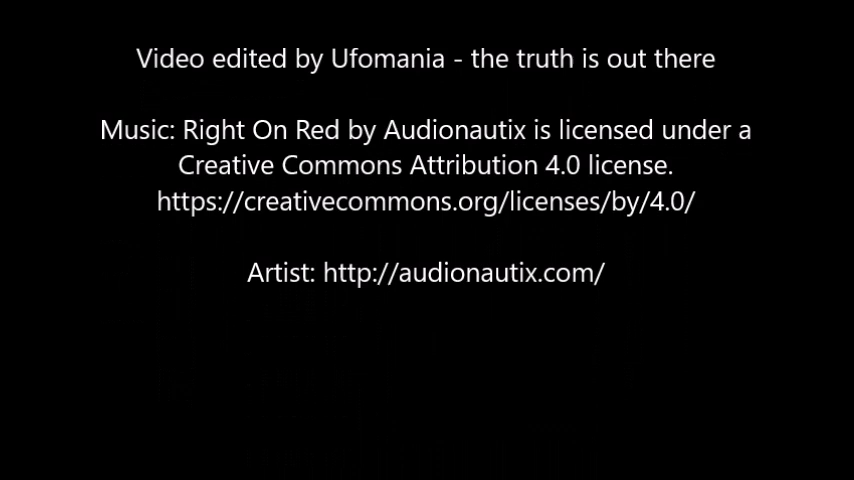 Video edited by Ufomania - the truth is out there
Music: Right On Red by Audionautix is licensed under a
Creative Commons Attribution 4.0 license.
https://creativecommons.org/licenses/by/4.0/
Artist: http://audionautix.com/